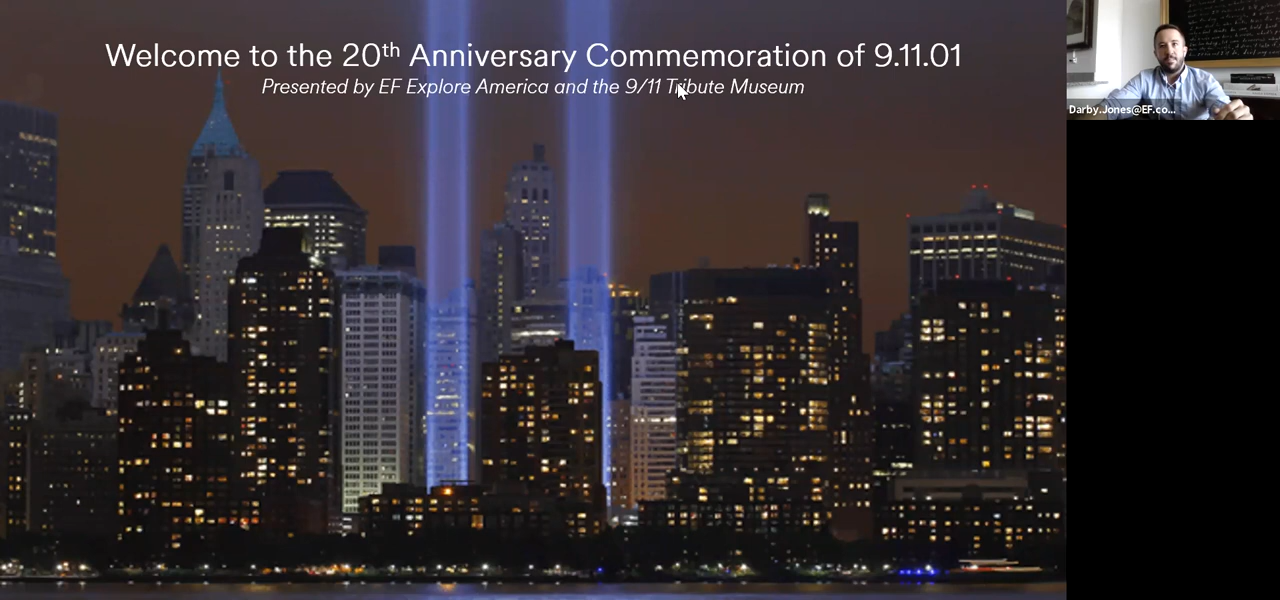 Welcome to the 20th Anniversary Commemoration of 9.11.01
Presented by EF Explore America and the 9/11 Tribute Museum
Darby.Jones@EF.co...